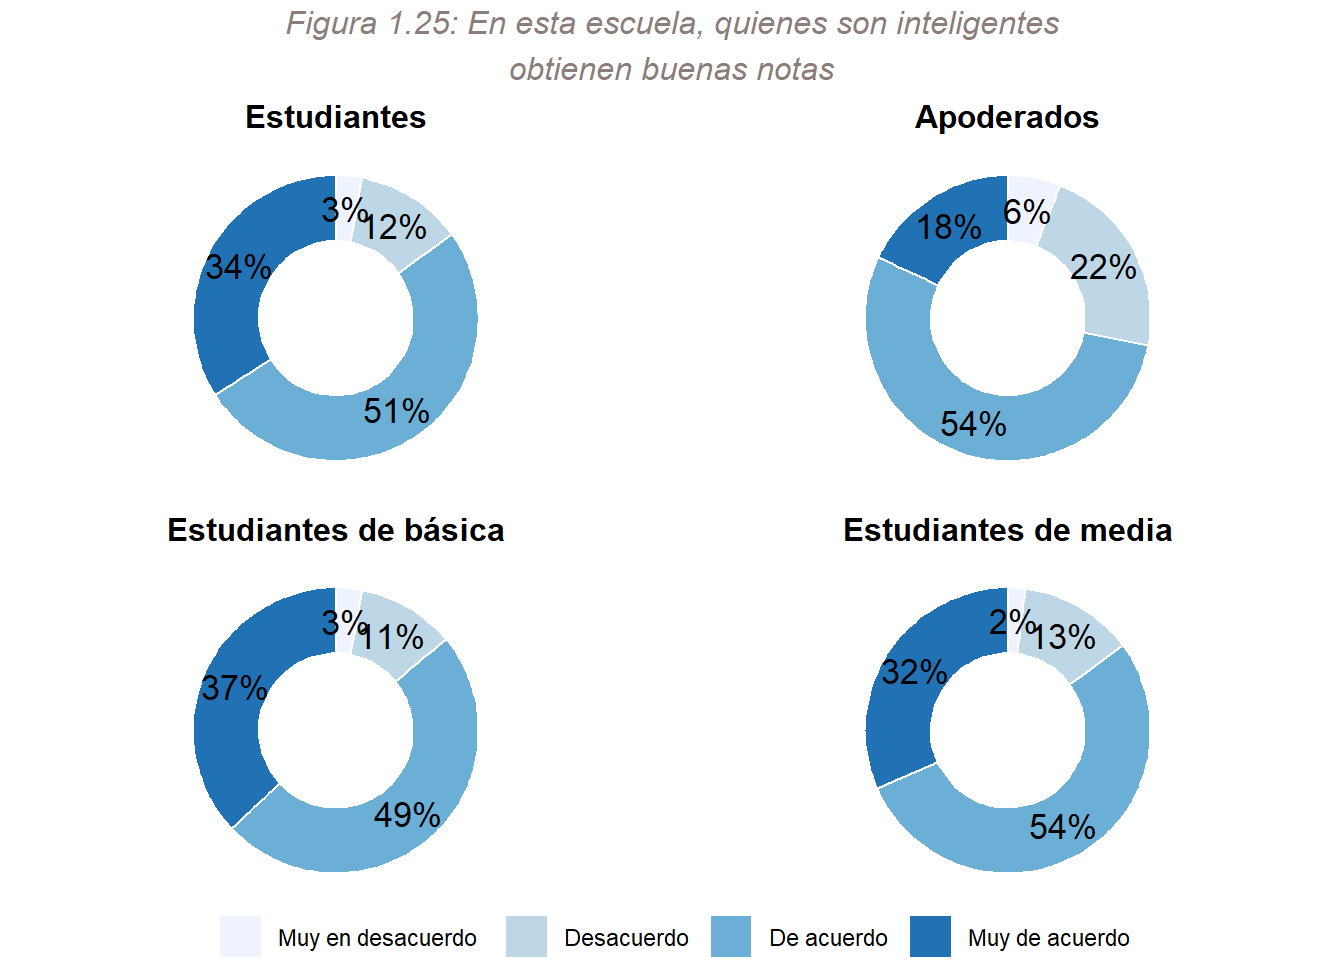 Figura 1.25: En esta escuela, quienes son inteligentes
obtienen buenas notas
Estudiantes
Apoderados
3%
12%
34%
51%
6%
18%
22%
54%
Estudiantes de básica
Estudiantes de media
3%
11%
37%
49%
2%
13%
32%
54%
Muy en desacuerdo
Desacuerdo
De acuerdo
Muy de acuerdo